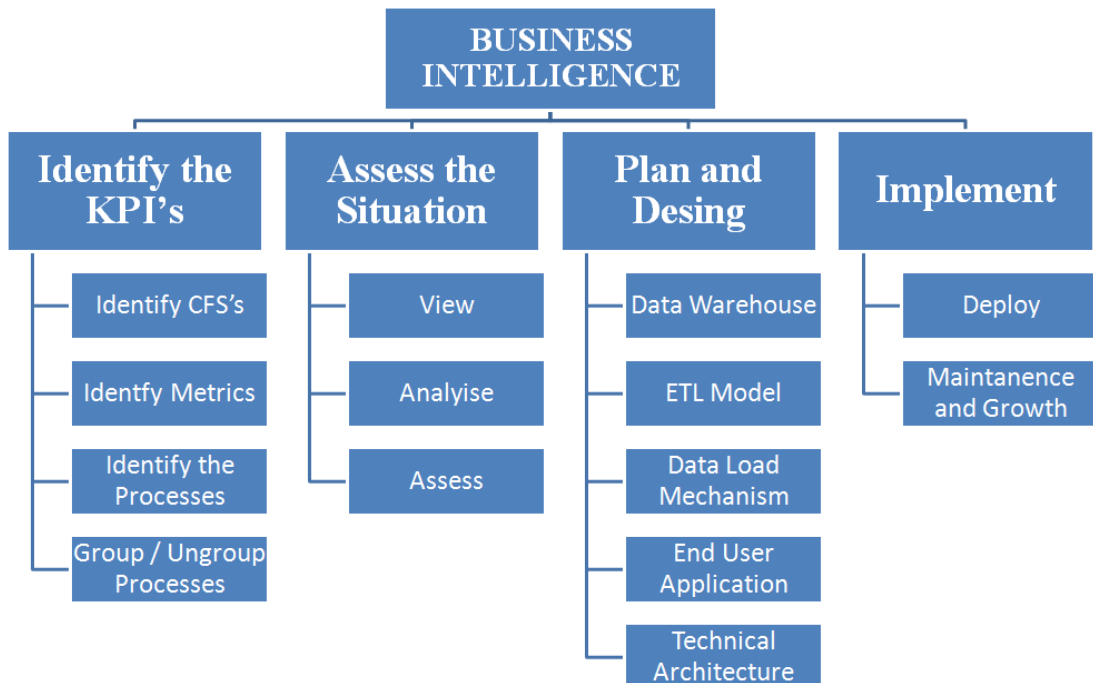 BUSINESS
INTELLIGENCE
Identify the
KPI’s
Identify CFS’s
Identfy Metrics
Identify the
Processes
Group / Ungroup
Processes
Assess the
Situation
View
Analyise
Assess
Plan and
Desing
Data Warehouse
ETL Model
Data Load
Mechanism
End User
Application
Technical
Architecture
Implement
Deploy
Maintanence
and Growth